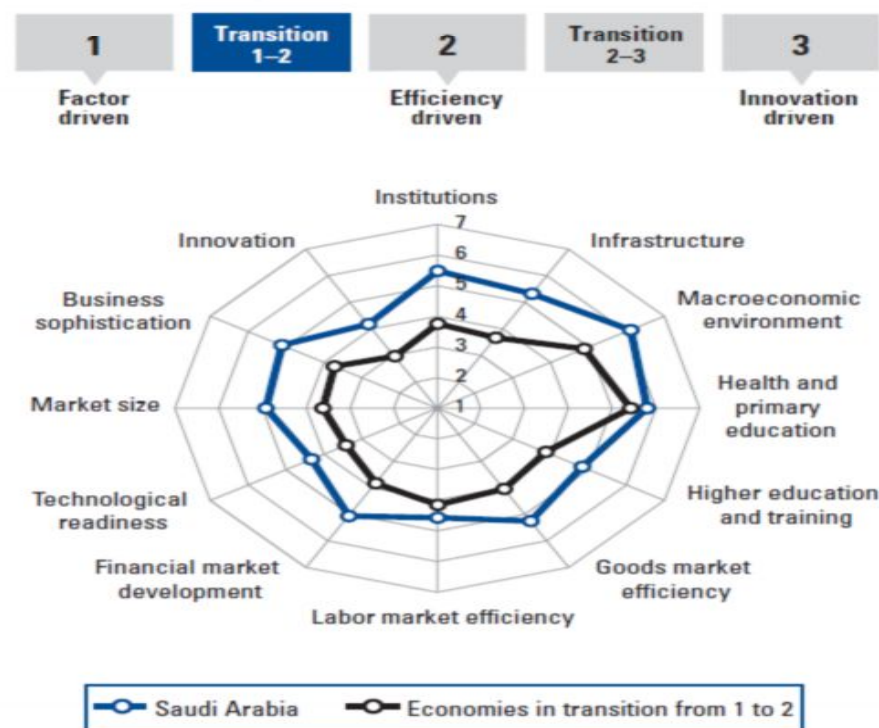 1
Transition
1–2
2
Transition
2–3
3
Factor
driven
Efficiency
driven
Innovation
driven
Institutions
7
6
5
4
3
2
1
Infrastructure
Macroeconomic
environment
Health and
primary
education
Higher education
and training
Goods market
efficiency
Labor market efficiency
Financial market
development
Technological
readiness
Market size
Business
sophistication
Innovation
Saudi Arabia
Economies in transition from 1 to 2